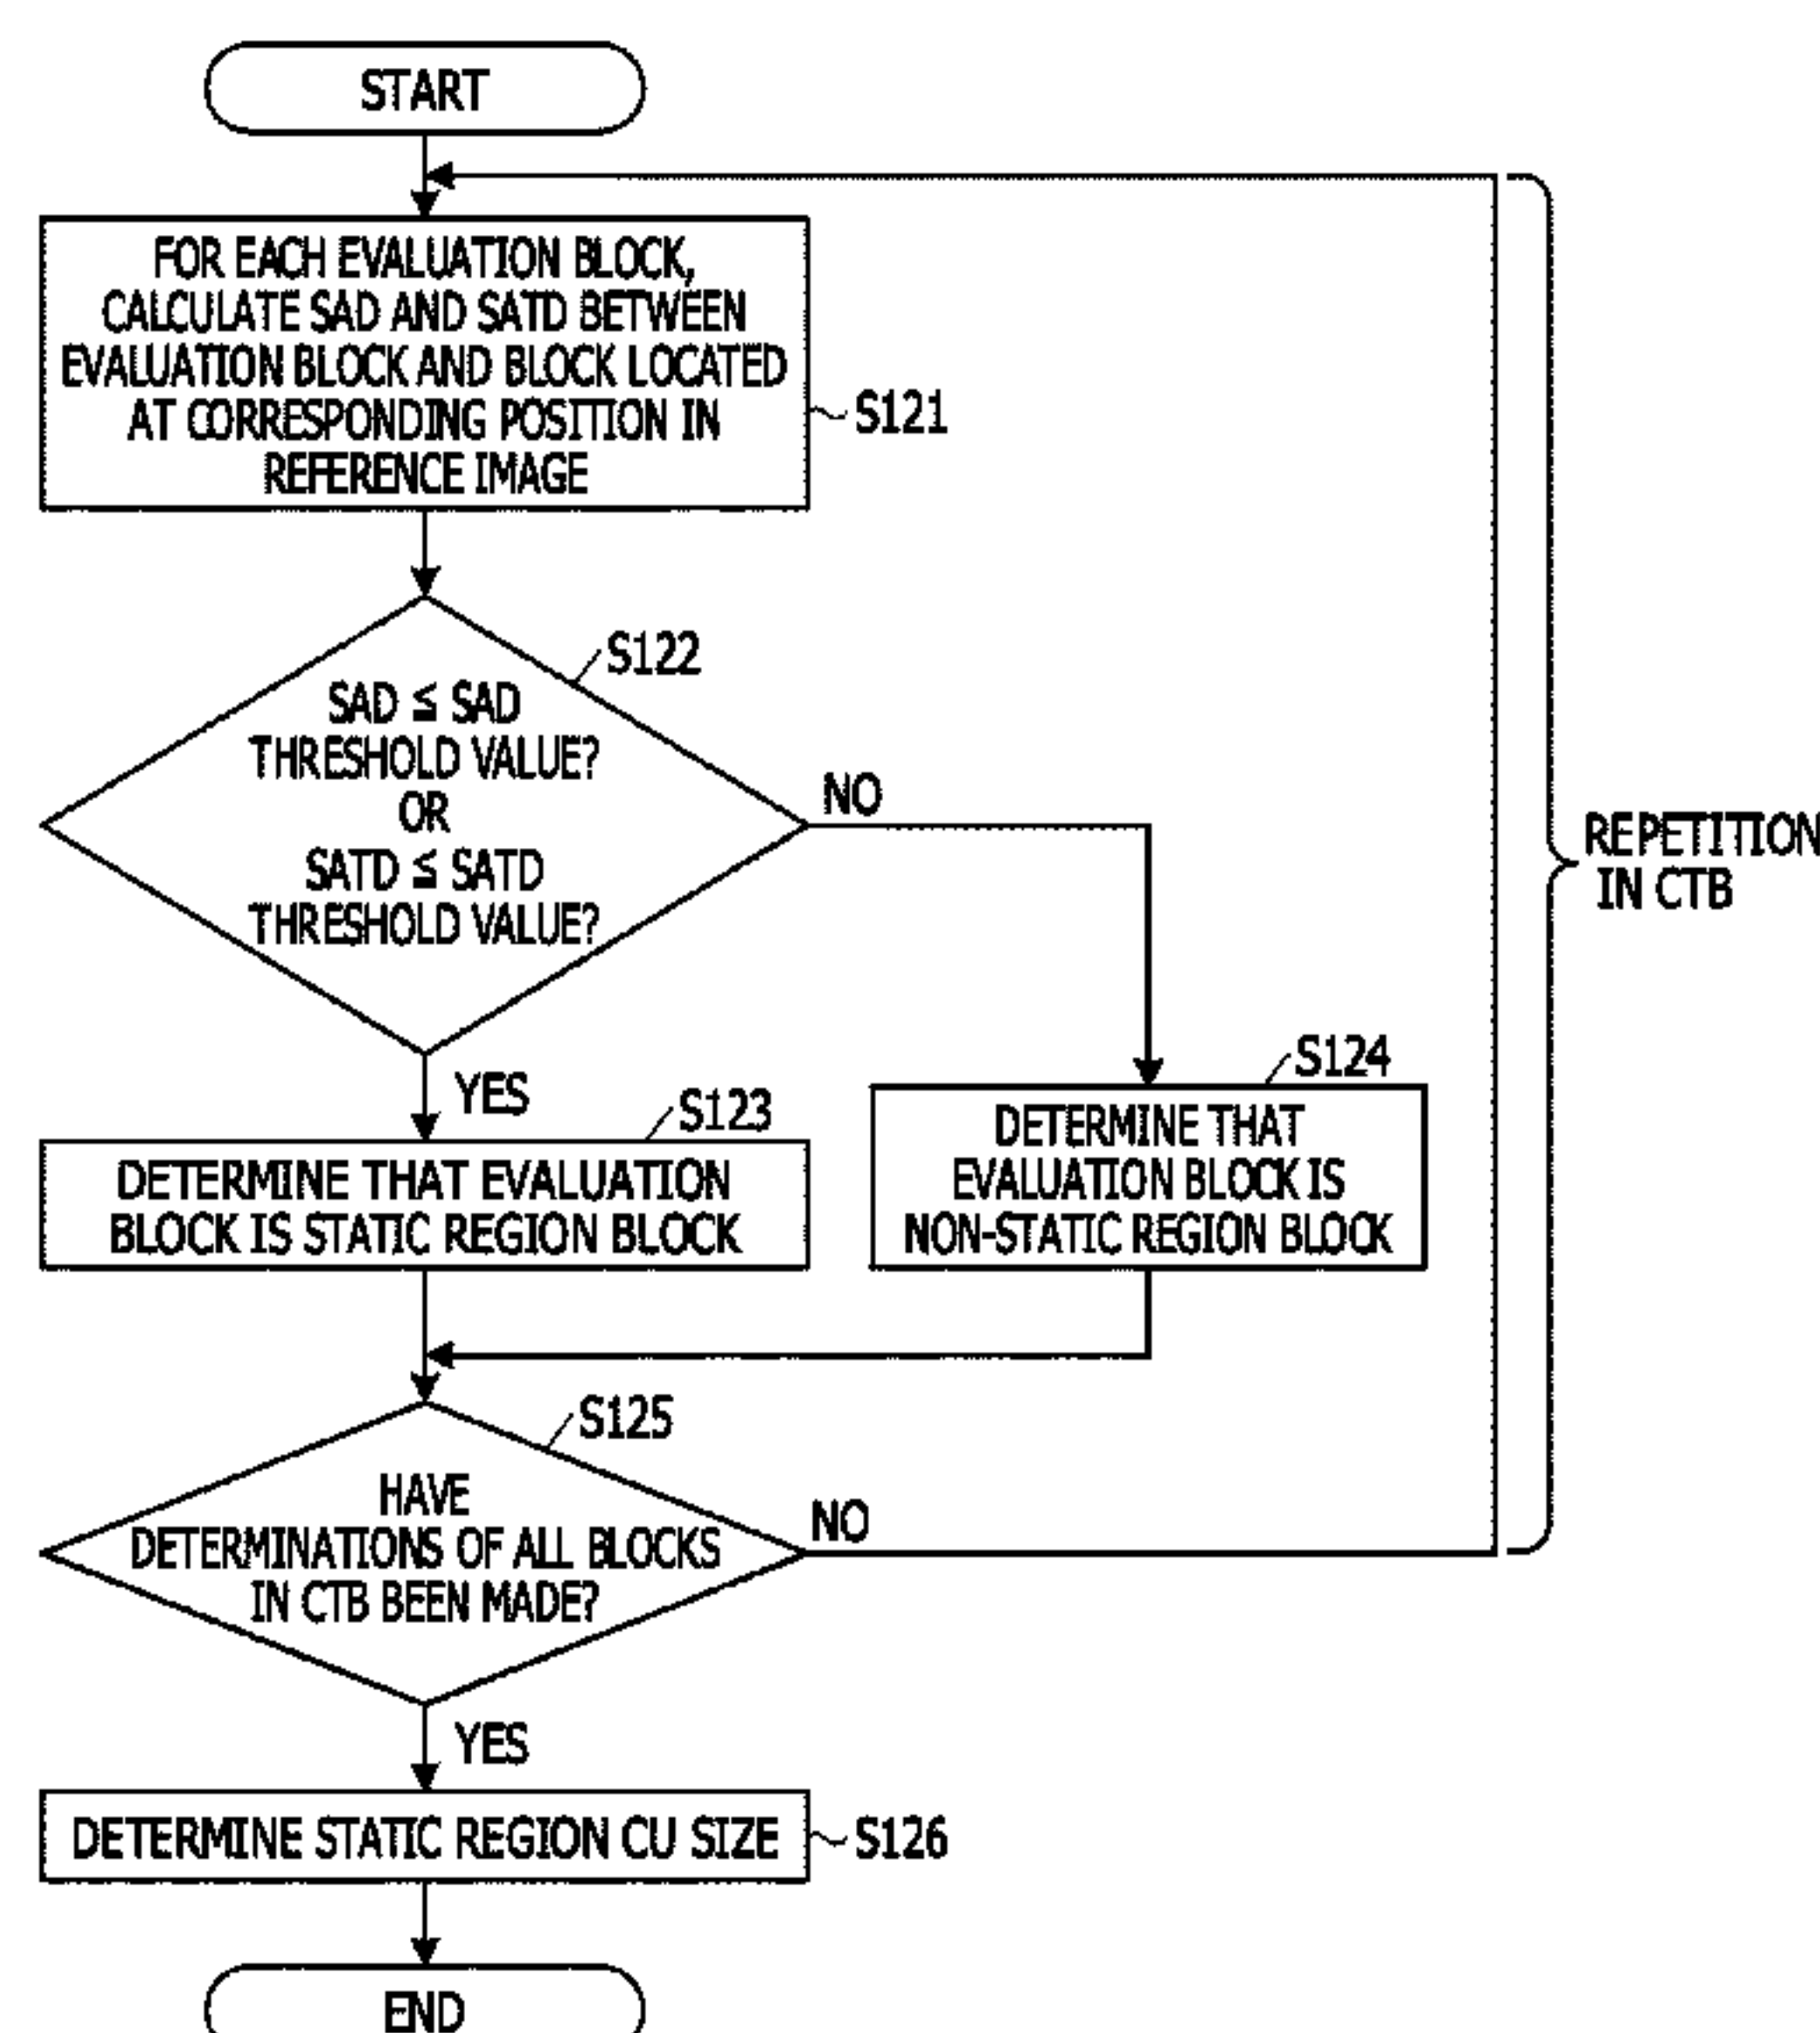 START
FOR EACH EVALUATION BLOCK,
CALCULATE SAD AND SATD BETWEEN
EVALUATION BLOCK AND BLOCK LOCATED
AT CORRESPONDING POSITION IN
REFERENCE IMAGE
S121
S122
SAD ≦ SAD
THRESHOLD VALUE?
OR
SATD ≦ SATD
THRESHOLD VALUE?
NO
REPETITION
IN CTB
YES
S123
DETERMINE THAT EVALUATION
BLOCK IS STATIC REGION BLOCK
S124
DETERMINE THAT
EVALUATION BLOCK IS
NON-STATIC REGION BLOCK
S125
HAVE
DETERMINATIONS OF ALL BLOCKS
IN CTB BEEN MADE?
NO
YES
DETERMINE STATIC REGION CU SIZE
S126
END